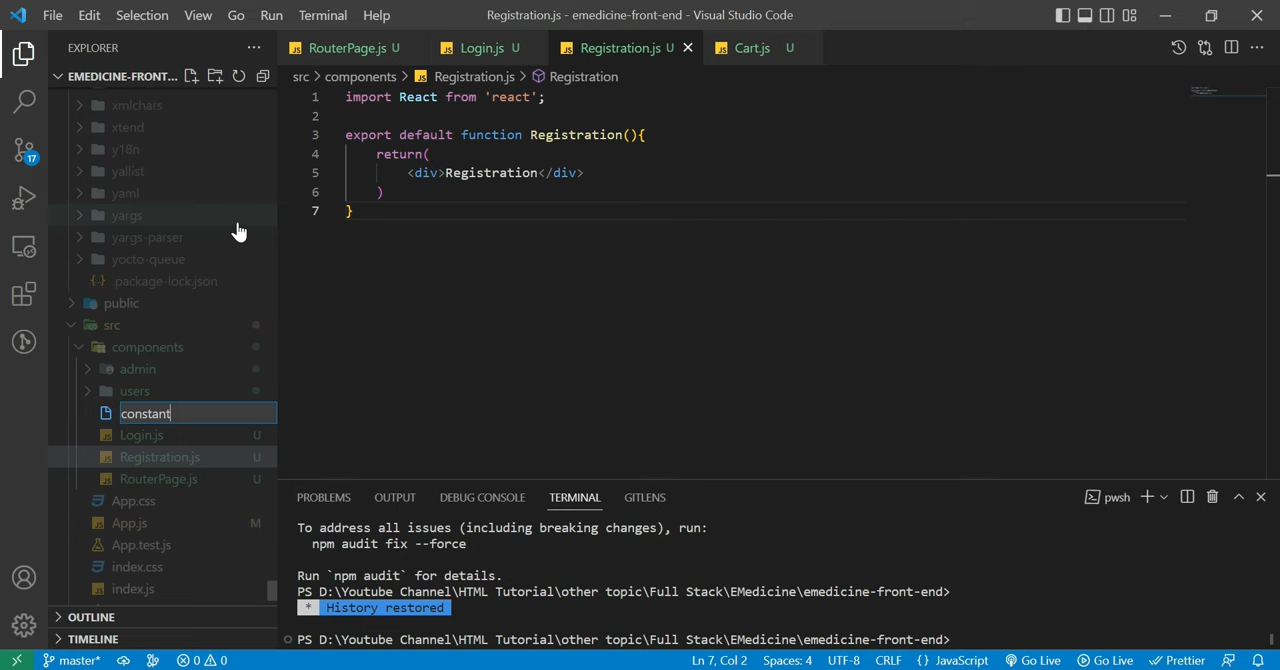 File Edit Selection View Go Run Terminal Help Registration.js - emedicine-front-end - Visual Studio Code
EXPLORER
RouterPage.js U
Login.js U
Registration.js U
Cart.js U
EMEDICINE-FRONT...
src > components > JS Registration.js > Registration
xmlchars
xtend
y18n
yallist
yaml
yargs
yargs-parser
yocto-queue
.package-lock.json
public
src
components
admin
users
constant
Login.js U
Registration.js U
RouterPage.js U
App.css
App.js M
App.test.js
index.css
index.js
OUTLINE
TIMELINE
17
1 import React from 'react';
2
3 export default function Registration(){
4 return(
5 <div>Registration</div>
6 )
7 }
PROBLEMS OUTPUT DEBUG CONSOLE TERMINAL GITLENS
pwsh
To address all issues (including breaking changes), run:
npm audit fix --force
Run `npm audit` for details.
PS D:\Youtube Channel\HTML Tutorial\other topic\Full Stack\EMedicine\emedicine-front-end>
* History restored
PS D:\Youtube Channel\HTML Tutorial\other topic\Full Stack\EMedicine\emedicine-front-end>
master* 0 0 Ln 7, Col 2 Spaces: 4 UTF-8 CRLF {} JavaScript Go Live Go Live Prettier